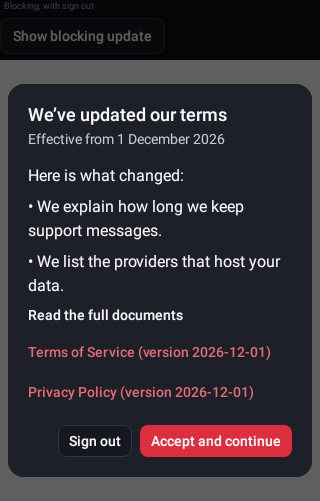 Blocking, with sign out
Show blocking update
We’ve updated our terms
Effective from 1 December 2026
Here is what changed:
• We explain how long we keep
support messages.
• We list the providers that host your
data.
Read the full documents
Terms of Service (version 2026-12-01)
Privacy Policy (version 2026-12-01)
Sign out
Accept and continue